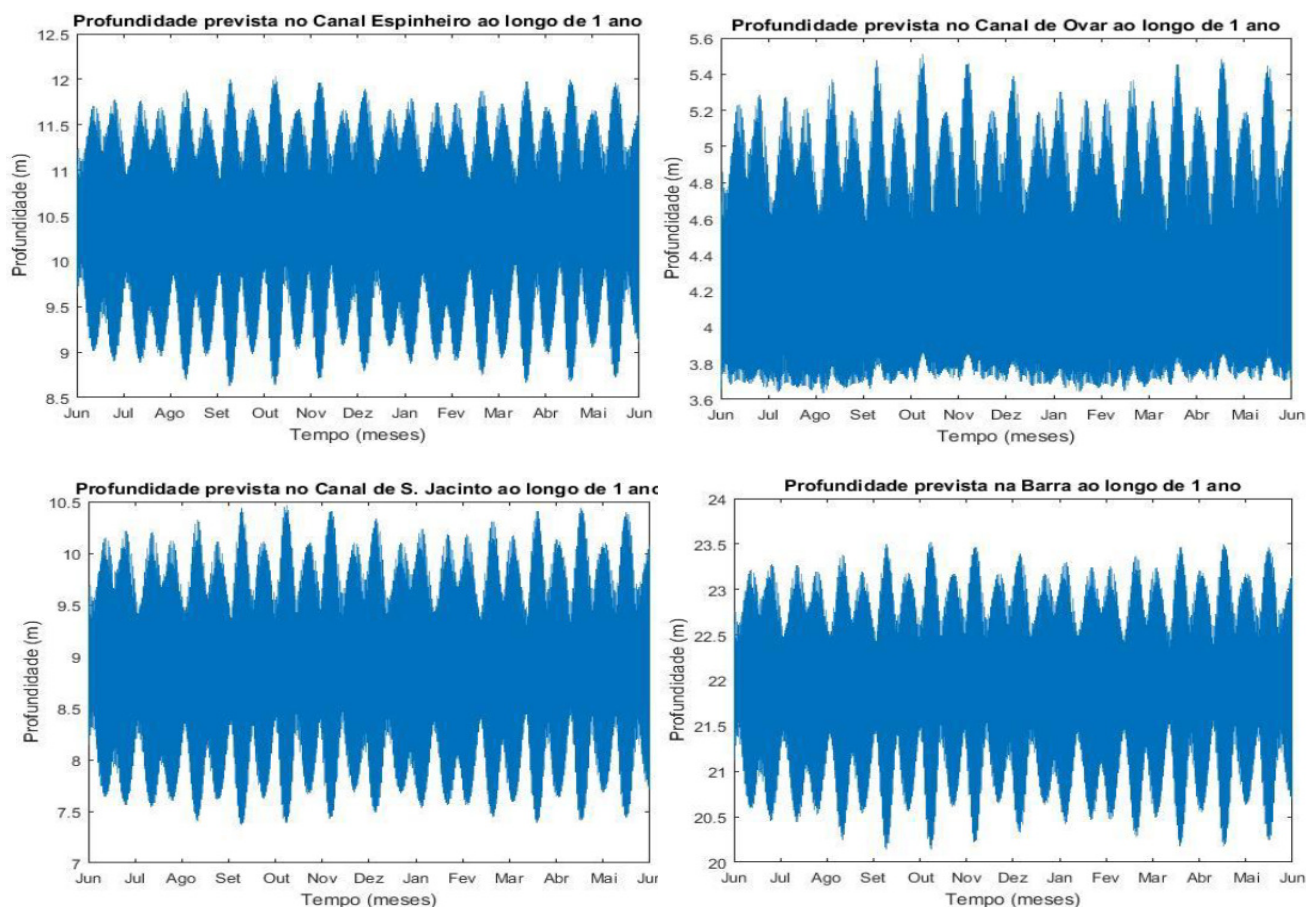 Profundidade prevista no Canal Espinheiro ao longo de 1 ano
12.5
12
11.5
11
10.5
10
9.5
9
8.5
Profundidade (m)
Jun Jul Ago Set Out Nov Dez Jan Fev Mar Abr Mai Jun
Tempo (meses)
Profundidade prevista no Canal de Ovar ao longo de 1 ano
5.6
5.4
5.2
5
4.8
4.6
4.4
4.2
4
3.8
3.6
Profundidade (m)
Jun Jul Ago Set Out Nov Dez Jan Fev Mar Abr Mai Jun
Tempo (meses)
Profundidade prevista no Canal de S. Jacinto ao longo de 1 ano
10.5
10
9.5
9
8.5
8
7.5
7
Profundidade (m)
Jun Jul Ago Set Out Nov Dez Jan Fev Mar Abr Mai Jun
Tempo (meses)
Profundidade prevista na Barra ao longo de 1 ano
24
23.5
23
22.5
22
21.5
21
20.5
20
Profundidade (m)
Jun Jul Ago Set Out Nov Dez Jan Fev Mar Abr Mai Jun
Tempo (meses)